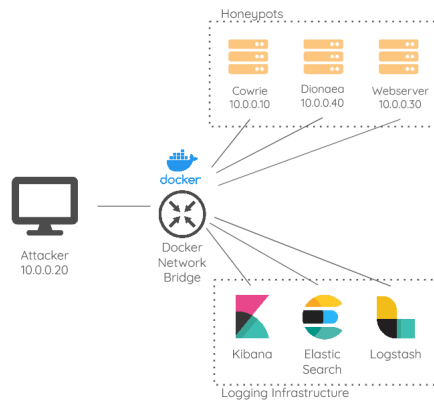 Honeypots
Cowrie
10.0.0.10
Dionaea
10.0.0.40
Webserver
10.0.0.30
docker
Attacker
10.0.0.20
Docker
Network
Bridge
Kibana
Elastic
Search
Logstash
Logging Infrastructure